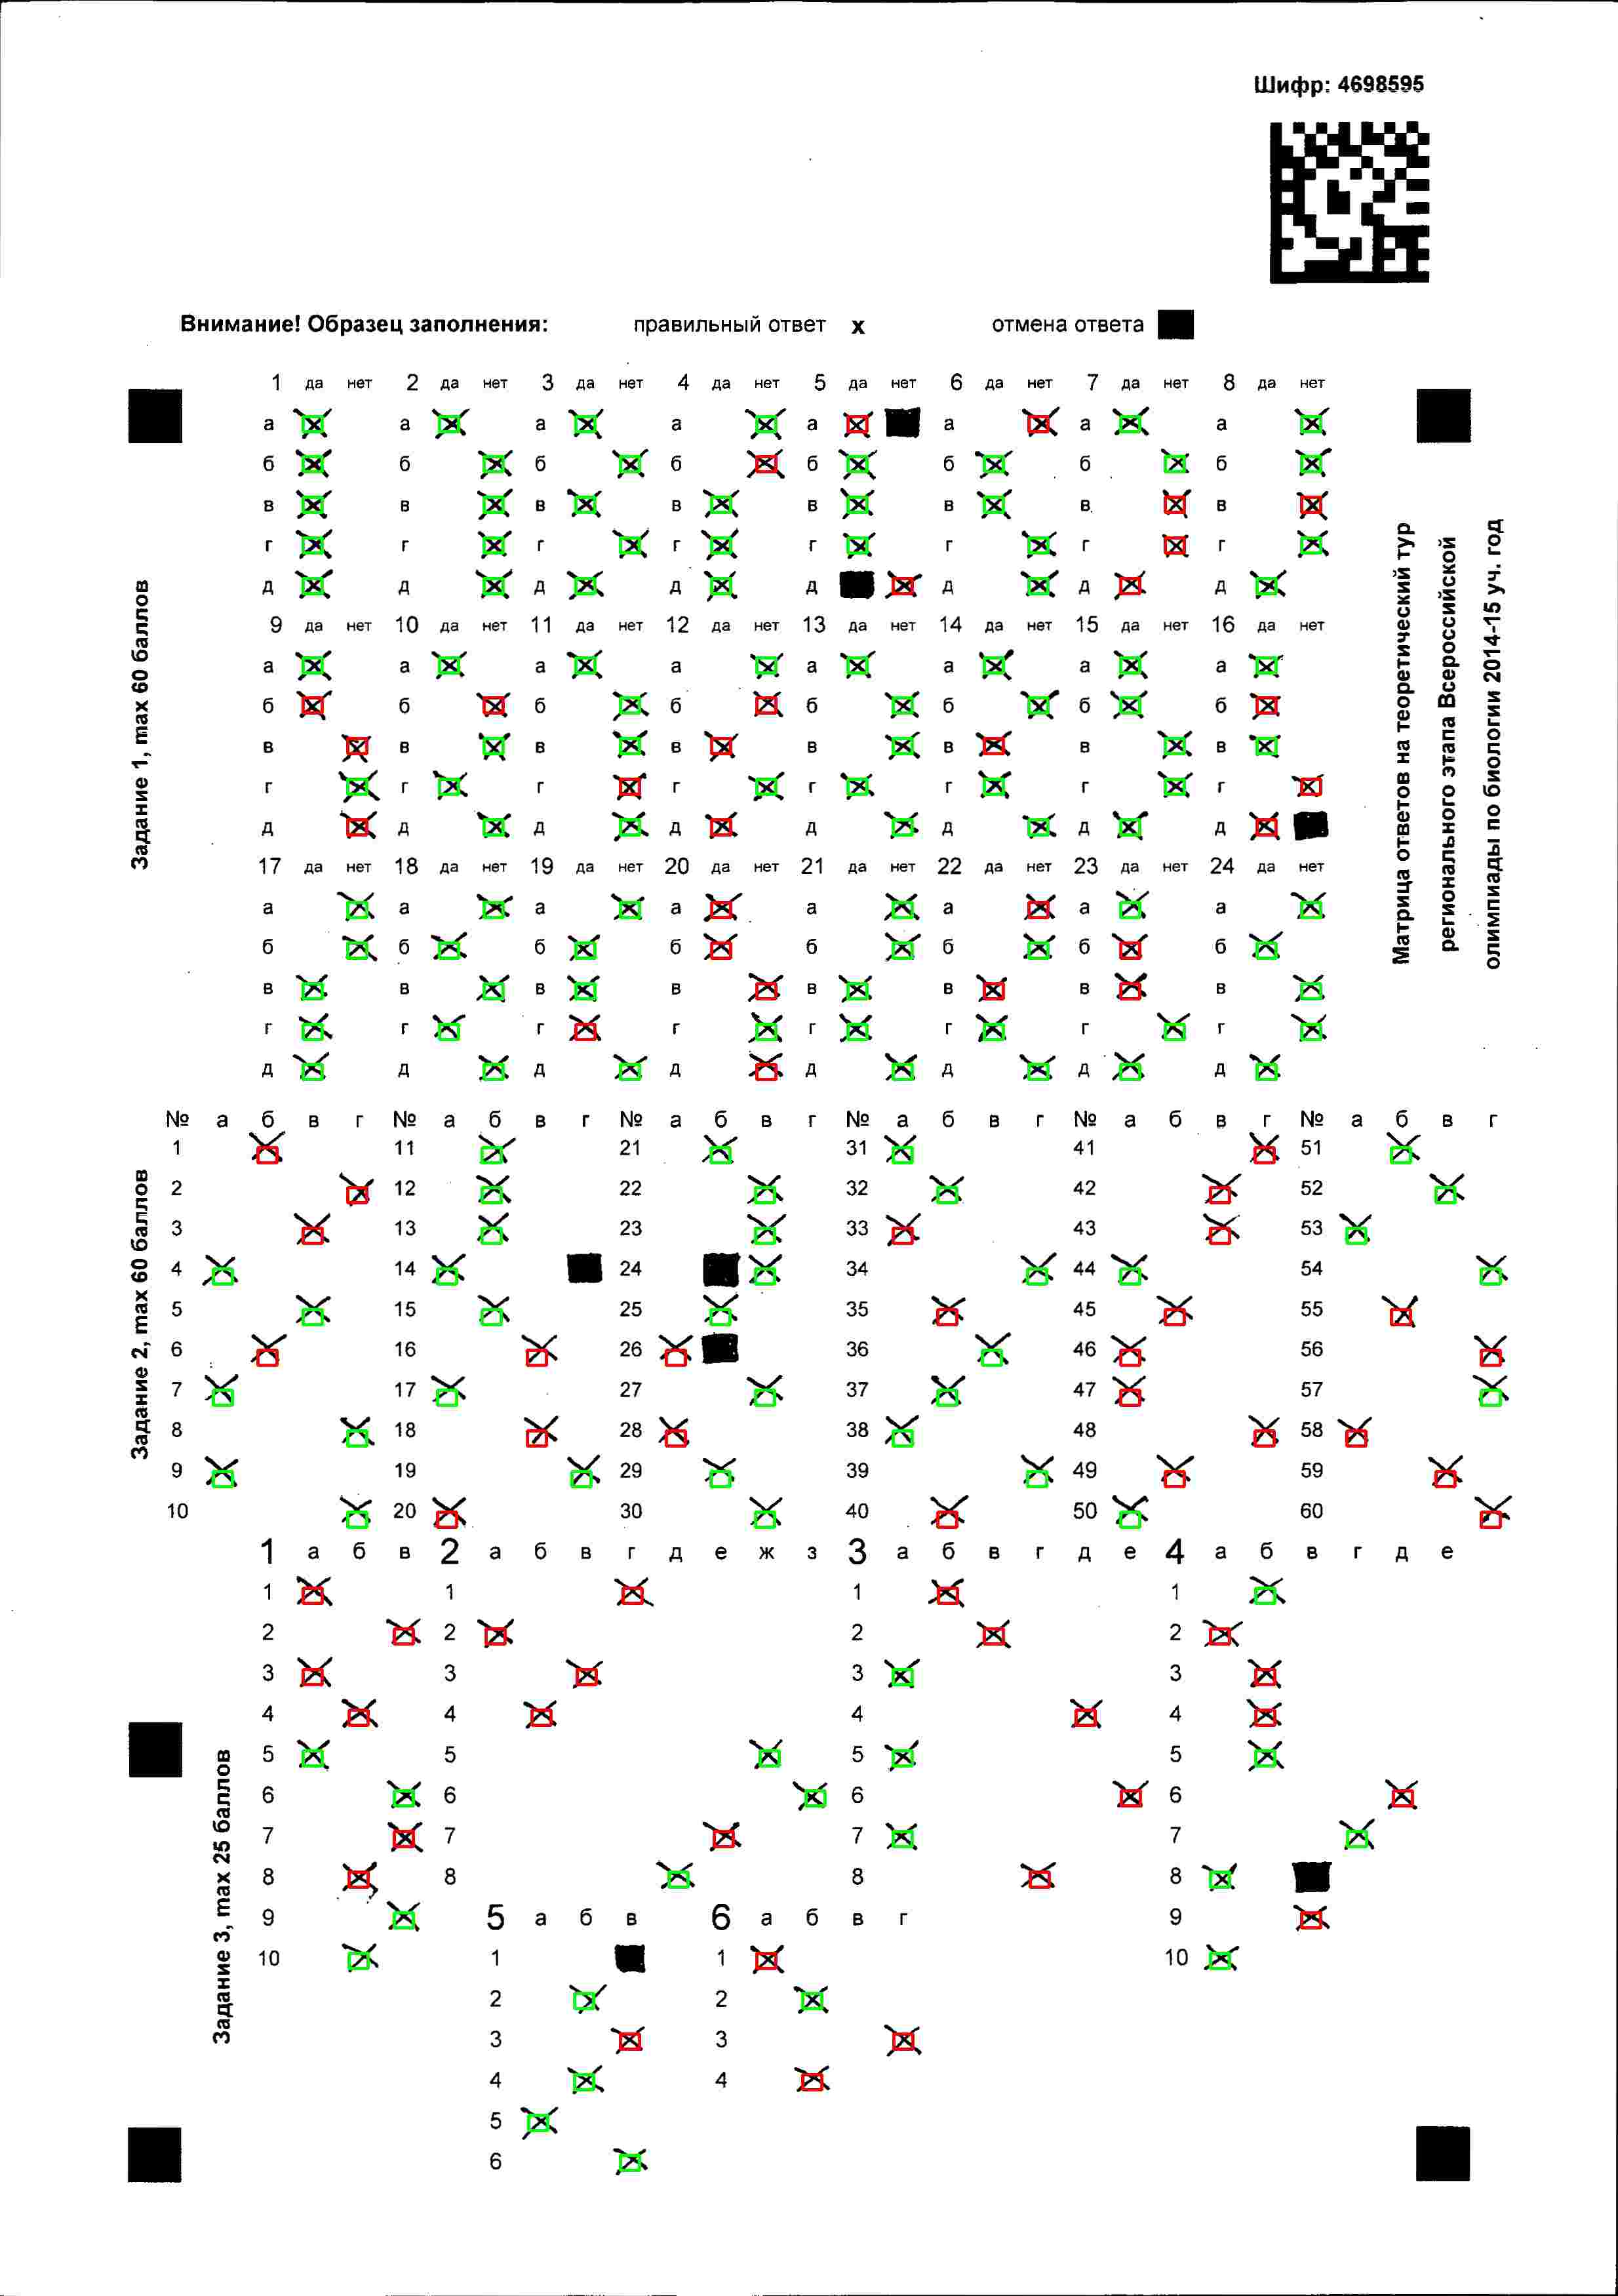 Шифр: 4698595
Внимание! Образец заполнения: правильный ответ х отмена ответа
Задание 1, max 60 баллов
1 да нет 2 да нет 3 да нет 4 да нет 5 да нет 6 да нет 7 да нет 8 да нет
а а а а а а а а
б б б б б б б б
в в в в в в в в
г г г г г г г г
д д д д д д д д
9 да нет 10 да нет 11 да нет 12 да нет 13 да нет 14 да нет 15 да нет 16 да нет
а а а а а а а а
б б б б б б б б
в в в в в в в в
г г г г г г г г
д д д д д д д д
17 да нет 18 да нет 19 да нет 20 да нет 21 да нет 22 да нет 23 да нет 24 да нет
а а а а а а а а
б б б б б б б б
в в в в в в в в
г г г г г г г г
д д д д д д д д
Матрица ответов на теоретический тур
регионального этапа Всероссийской
олимпиады по биологии 2014-15 уч. год
Задание 2, max 60 баллов
№ а б в г № а б в г № а б в г № а б в г № а б в г № а б в г
1 11 21 31 41 51
2 12 22 32 42 52
3 13 23 33 43 53
4 14 24 34 44 54
5 15 25 35 45 55
6 16 26 36 46 56
7 17 27 37 47 57
8 18 28 38 48 58
9 19 29 39 49 59
10 20 30 40 50 60
Задание 3, max 25 баллов
1 а б в 2 а б в г д е ж з 3 а б в г д е 4 а б в г д е
1 1 1 1
2 2 2 2
3 3 3 3
4 4 4 4
5 5 5 5
6 6 6 6
7 7 7 7
8 8 8 8
9 5 а б в 6 а б в г 9
10 1 1 10
2 2
3 3
4 4
5
6